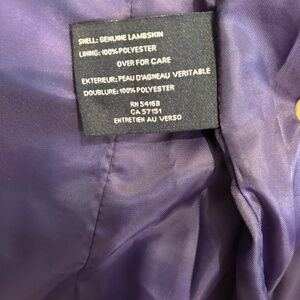 SHELL: GENUINE LAMBSKIN
LINING: 100% POLYESTER
OVER FOR CARE
EXTERIEUR: PEAU D'AGNEAU VERITABLE
DOUBLURE: 100% POLYESTER
RN 54163
CA 57151
ENTRETIEN AU VERSO